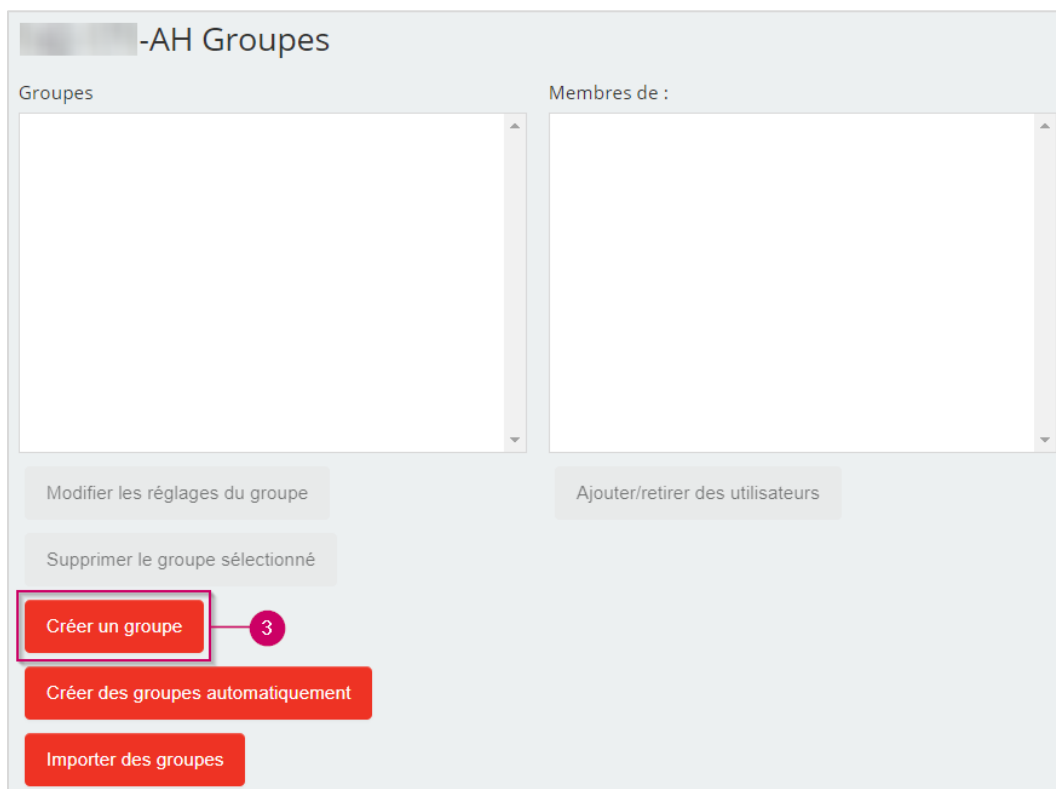 -AH Groupes
Groupes
Membres de :
Modifier les réglages du groupe
Ajouter/retirer des utilisateurs
Supprimer le groupe sélectionné
Créer un groupe
3
Créer des groupes automatiquement
Importer des groupes